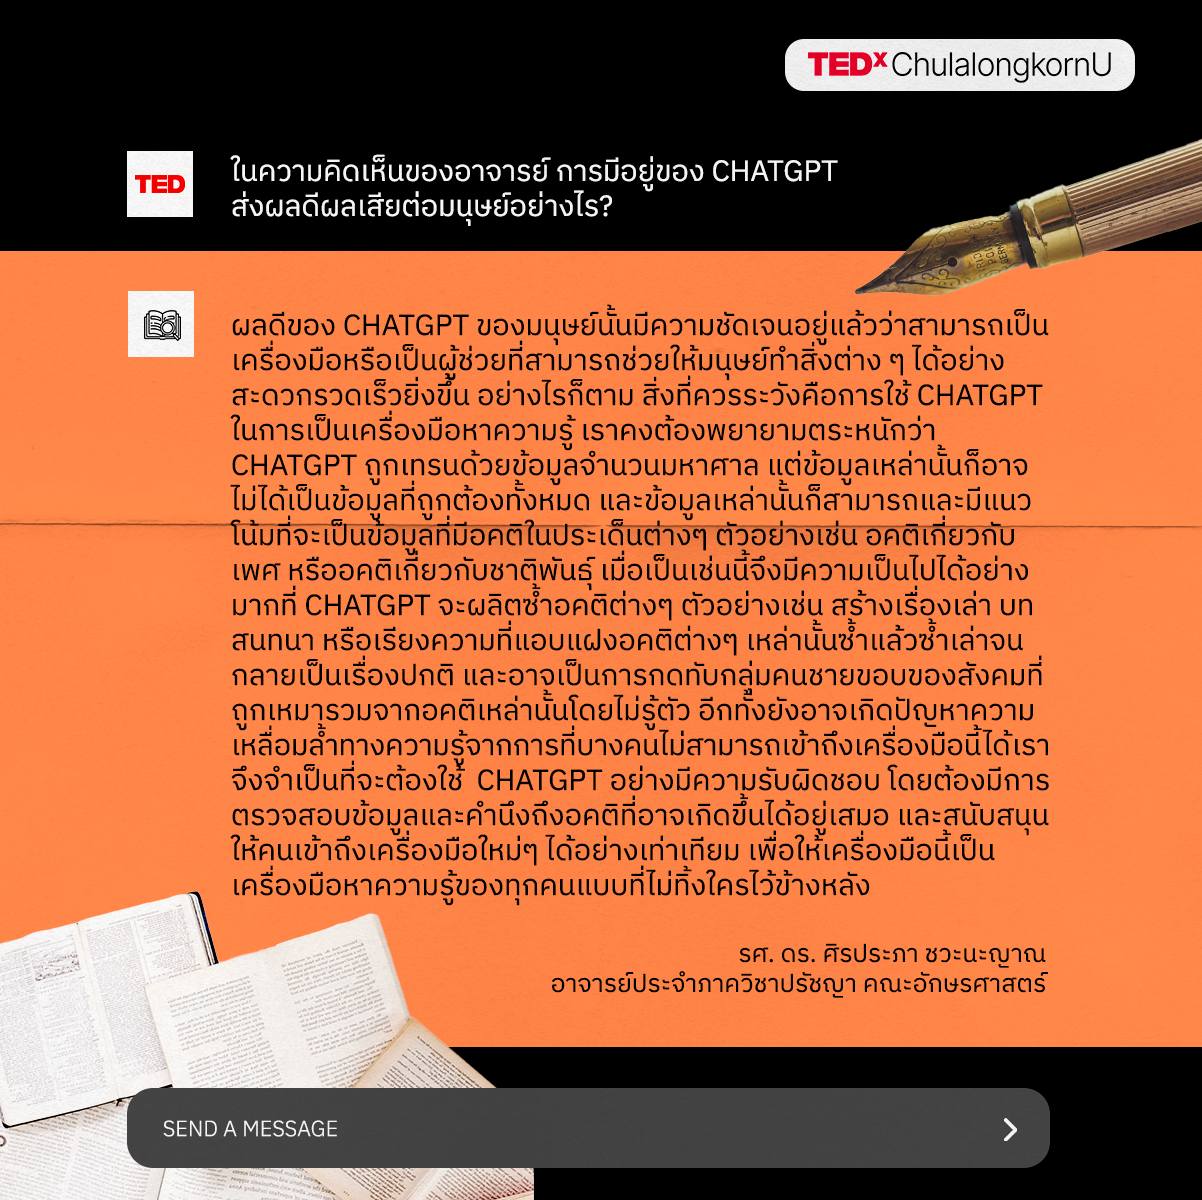 TEDxChulalongkornU
TED
ในความคิดเห็นของอาจารย์ การมีอยู่ของ CHATGPT
ส่งผลดีผลเสียต่อมนุษย์อย่างไร?
ผลดีของ CHATGPT ของมนุษย์นั้นมีความชัดเจนอยู่แล้วว่าสามารถเป็น
เครื่องมือหรือเป็นผู้ช่วยที่สามารถช่วยให้มนุษย์ทำสิ่งต่าง ๆ ได้อย่าง
สะดวกรวดเร็วยิ่งขึ้น อย่างไรก็ตาม สิ่งที่ควรระวังคือการใช้ CHATGPT
ในการเป็นเครื่องมือหาความรู้ เราคงต้องพยายามตระหนักว่า
CHATGPT ถูกเทรนด้วยข้อมูลจำนวนมหาศาล แต่ข้อมูลเหล่านั้นก็อาจ
ไม่ได้เป็นข้อมูลที่ถูกต้องทั้งหมด และข้อมูลเหล่านั้นก็สามารถและมีแนว
โน้มที่จะเป็นข้อมูลที่มีอคติในประเด็นต่างๆ ตัวอย่างเช่น อคติเกี่ยวกับ
เพศ หรืออคติเกี่ยวกับชาติพันธุ์ เมื่อเป็นเช่นนี้จึงมีความเป็นไปได้อย่าง
มากที่ CHATGPT จะผลิตซ้ำอคติต่างๆ ตัวอย่างเช่น สร้างเรื่องเล่า บท
สนทนา หรือเรียงความที่แอบแฝงอคติต่างๆ เหล่านั้นซ้ำแล้วซ้ำเล่าจน
กลายเป็นเรื่องปกติ และอาจเป็นการกดทับกลุ่มคนชายขอบของสังคมที่
ถูกเหมารวมจากอคติเหล่านั้นโดยไม่รู้ตัว อีกทั้งยังอาจเกิดปัญหาความ
เหลื่อมล้ำทางความรู้จากการที่บางคนไม่สามารถเข้าถึงเครื่องมือนี้ได้เรา
จึงจำเป็นที่จะต้องใช้ CHATGPT อย่างมีความรับผิดชอบ โดยต้องมีการ
ตรวจสอบข้อมูลและคำนึงถึงอคติที่อาจเกิดขึ้นได้อยู่เสมอ และสนับสนุน
ให้คนเข้าถึงเครื่องมือใหม่ๆ ได้อย่างเท่าเทียม เพื่อให้เครื่องมือนี้เป็น
เครื่องมือหาความรู้ของทุกคนแบบที่ไม่ทิ้งใครไว้ข้างหลัง
รศ. ดร. ศิรประภา ชวะนะญาณ
อาจารย์ประจำภาควิชาปรัชญา คณะอักษรศาสตร์
SEND A MESSAGE